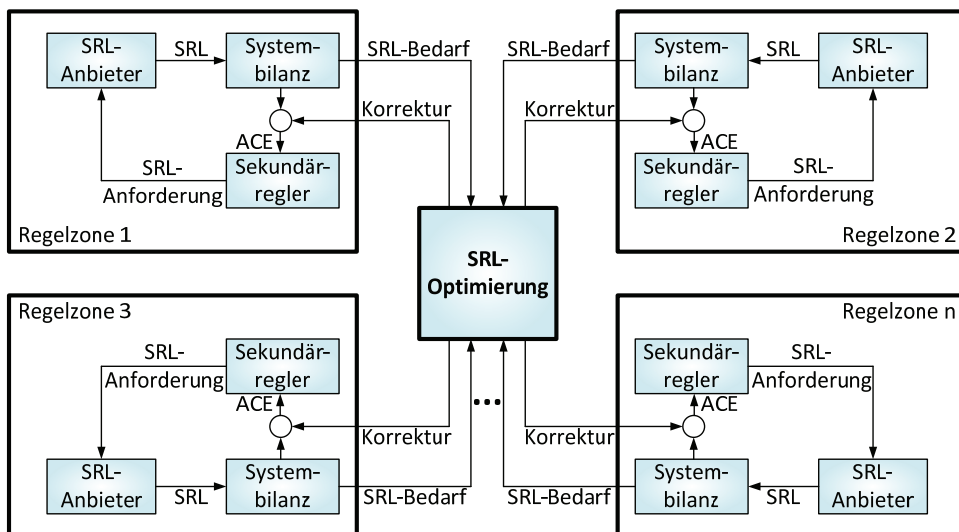 SRL-
Anbieter
SRL
System-
bilanz
SRL-Bedarf
Korrektur
ACE
SRL-
Anforderung
Sekundär-
regler
Regelzone 1
SRL-Bedarf
System-
bilanz
SRL
SRL-
Anbieter
Korrektur
ACE
Sekundär-
regler
SRL-
Anforderung
Regelzone 2
SRL-
Optimierung
Regelzone 3
SRL-
Anforderung
Sekundär-
regler
ACE
Korrektur
SRL-
Anbieter
SRL
System-
bilanz
SRL-Bedarf
...
Regelzone n
Sekundär-
regler
SRL-
Anforderung
ACE
Korrektur
SRL-Bedarf
System-
bilanz
SRL
SRL-
Anbieter